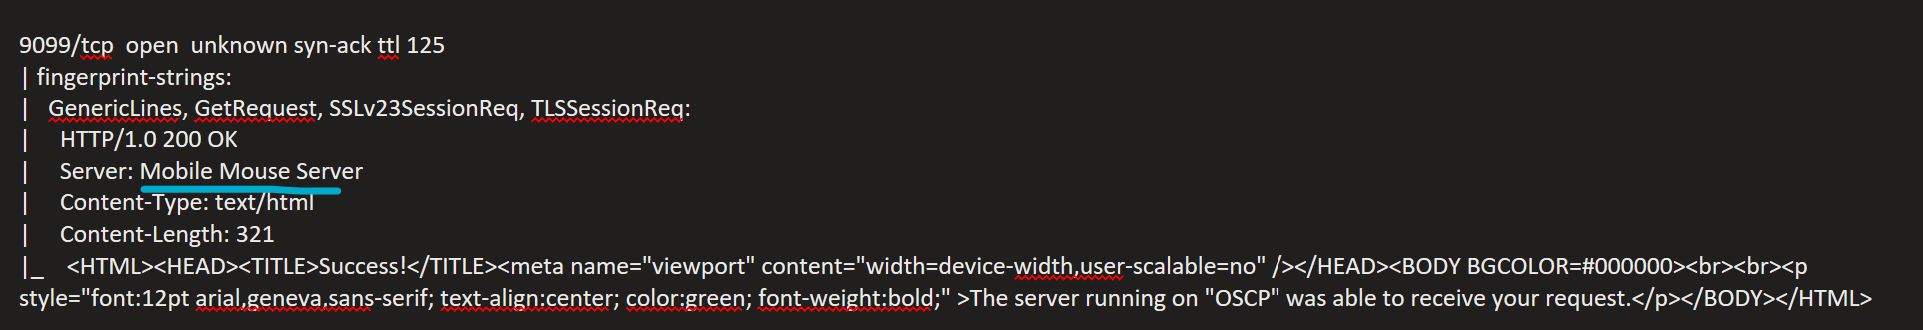 9099/tcp open unknown syn-ack ttl 125
| fingerprint-strings:
| GenericLines, GetRequest, SSLv23SessionReq, TLSSessionReq:
| HTTP/1.0 200 OK
| Server: Mobile Mouse Server
| Content-Type: text/html
| Content-Length: 321
|_ <HTML><HEAD><TITLE>Success!</TITLE><meta name="viewport" content="width=device-width,user-scalable=no" /></HEAD><BODY BGCOLOR=#000000><br><br><p
style="font:12pt arial,geneva,sans-serif; text-align:center; color:green; font-weight:bold;" >The server running on "OSCP" was able to receive your request.</p></BODY></HTML>